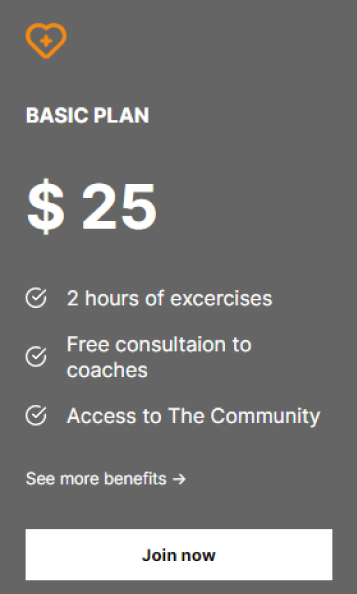 BASIC PLAN
$ 25
2 hours of excercises
Free consultaion to
coaches
Access to The Community
See more benefits →
Join now